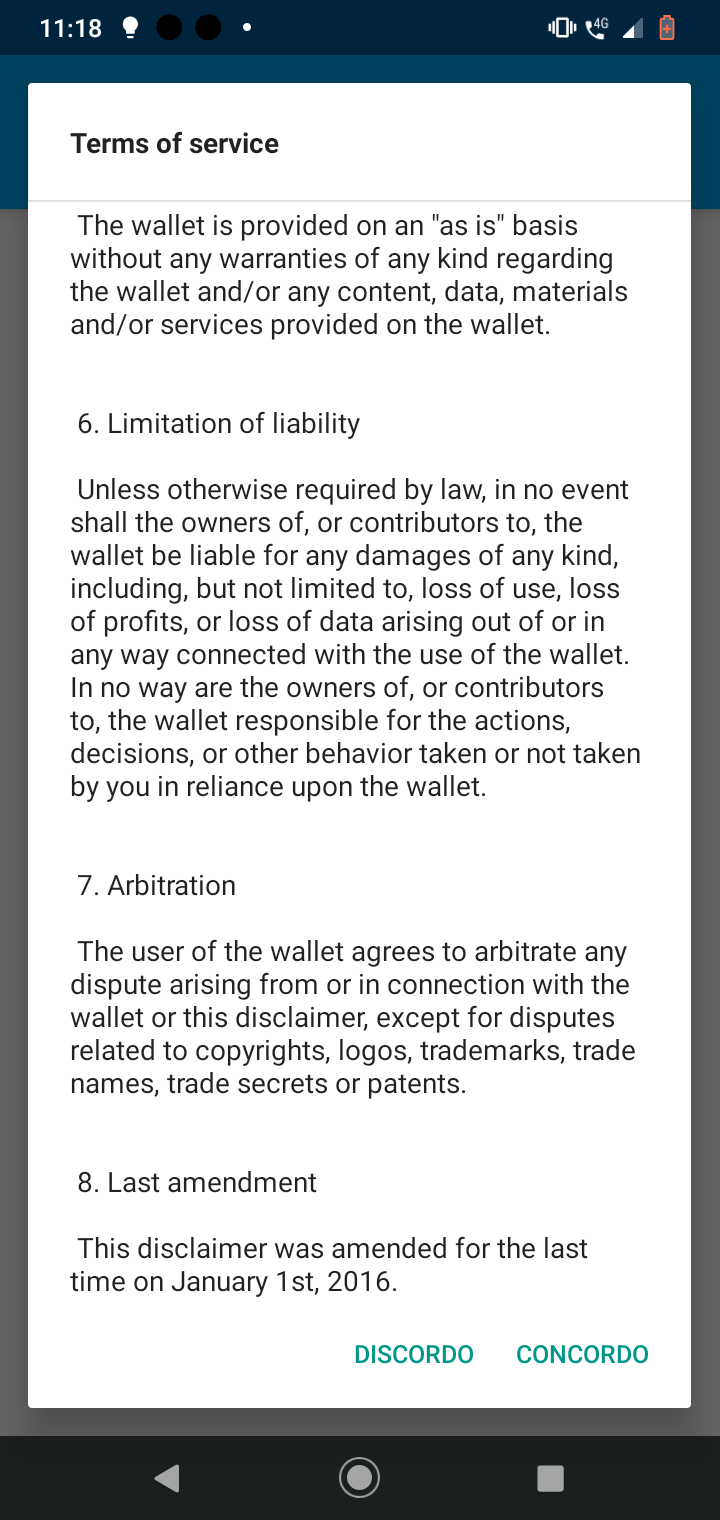 11:18
4G
Terms of service
The wallet is provided on an "as is" basis
without any warranties of any kind regarding
the wallet and/or any content, data, materials
and/or services provided on the wallet.
6. Limitation of liability
Unless otherwise required by law, in no event
shall the owners of, or contributors to, the
wallet be liable for any damages of any kind,
including, but not limited to, loss of use, loss
of profits, or loss of data arising out of or in
any way connected with the use of the wallet.
In no way are the owners of, or contributors
to, the wallet responsible for the actions,
decisions, or other behavior taken or not taken
by you in reliance upon the wallet.
7. Arbitration
The user of the wallet agrees to arbitrate any
dispute arising from or in connection with the
wallet or this disclaimer, except for disputes
related to copyrights, logos, trademarks, trade
names, trade secrets or patents.
8. Last amendment
This disclaimer was amended for the last
time on January 1st, 2016.
DISCORDO CONCORDO